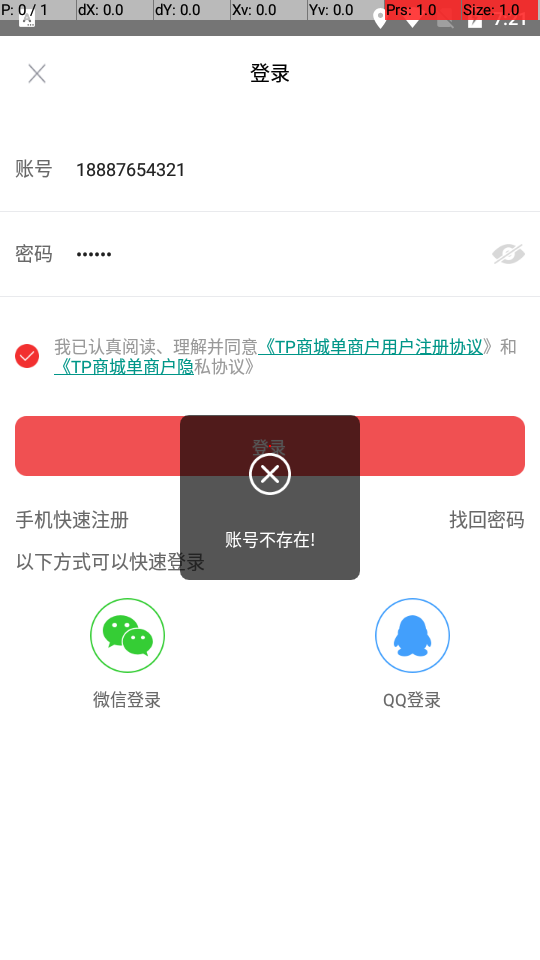 P: 0 / 1 dX: 0.0 dY: 0.0 Xv: 0.0 Yv: 0.0 Prs: 1.0 Size: 1.0
7:21
登录
账号 18887654321
密码 ••••••
我已认真阅读、理解并同意《TP商城单商户用户注册协议》和
《TP商城单商户隐私协议》
登录
账号不存在!
手机快速注册 找回密码
以下方式可以快速登录
微信登录 QQ登录